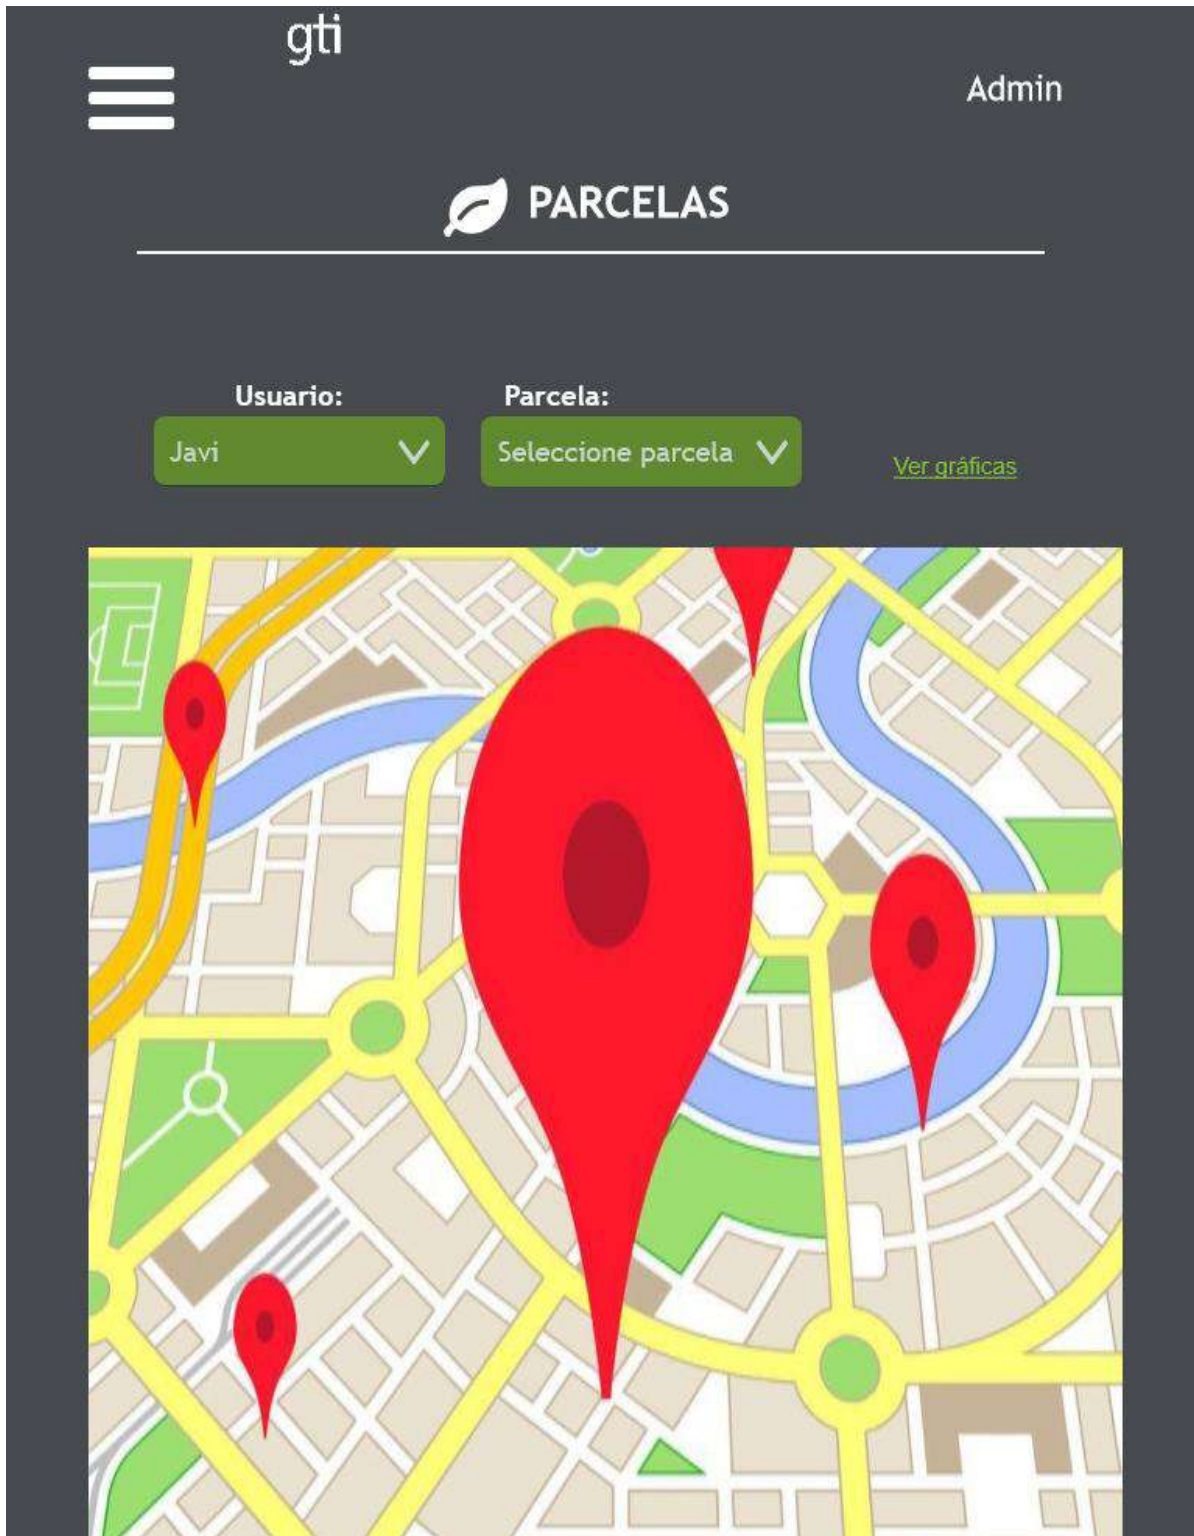 gti
Admin
PARCELAS
Usuario:
Parcela:
Javi
Seleccione parcela
Ver gráficas